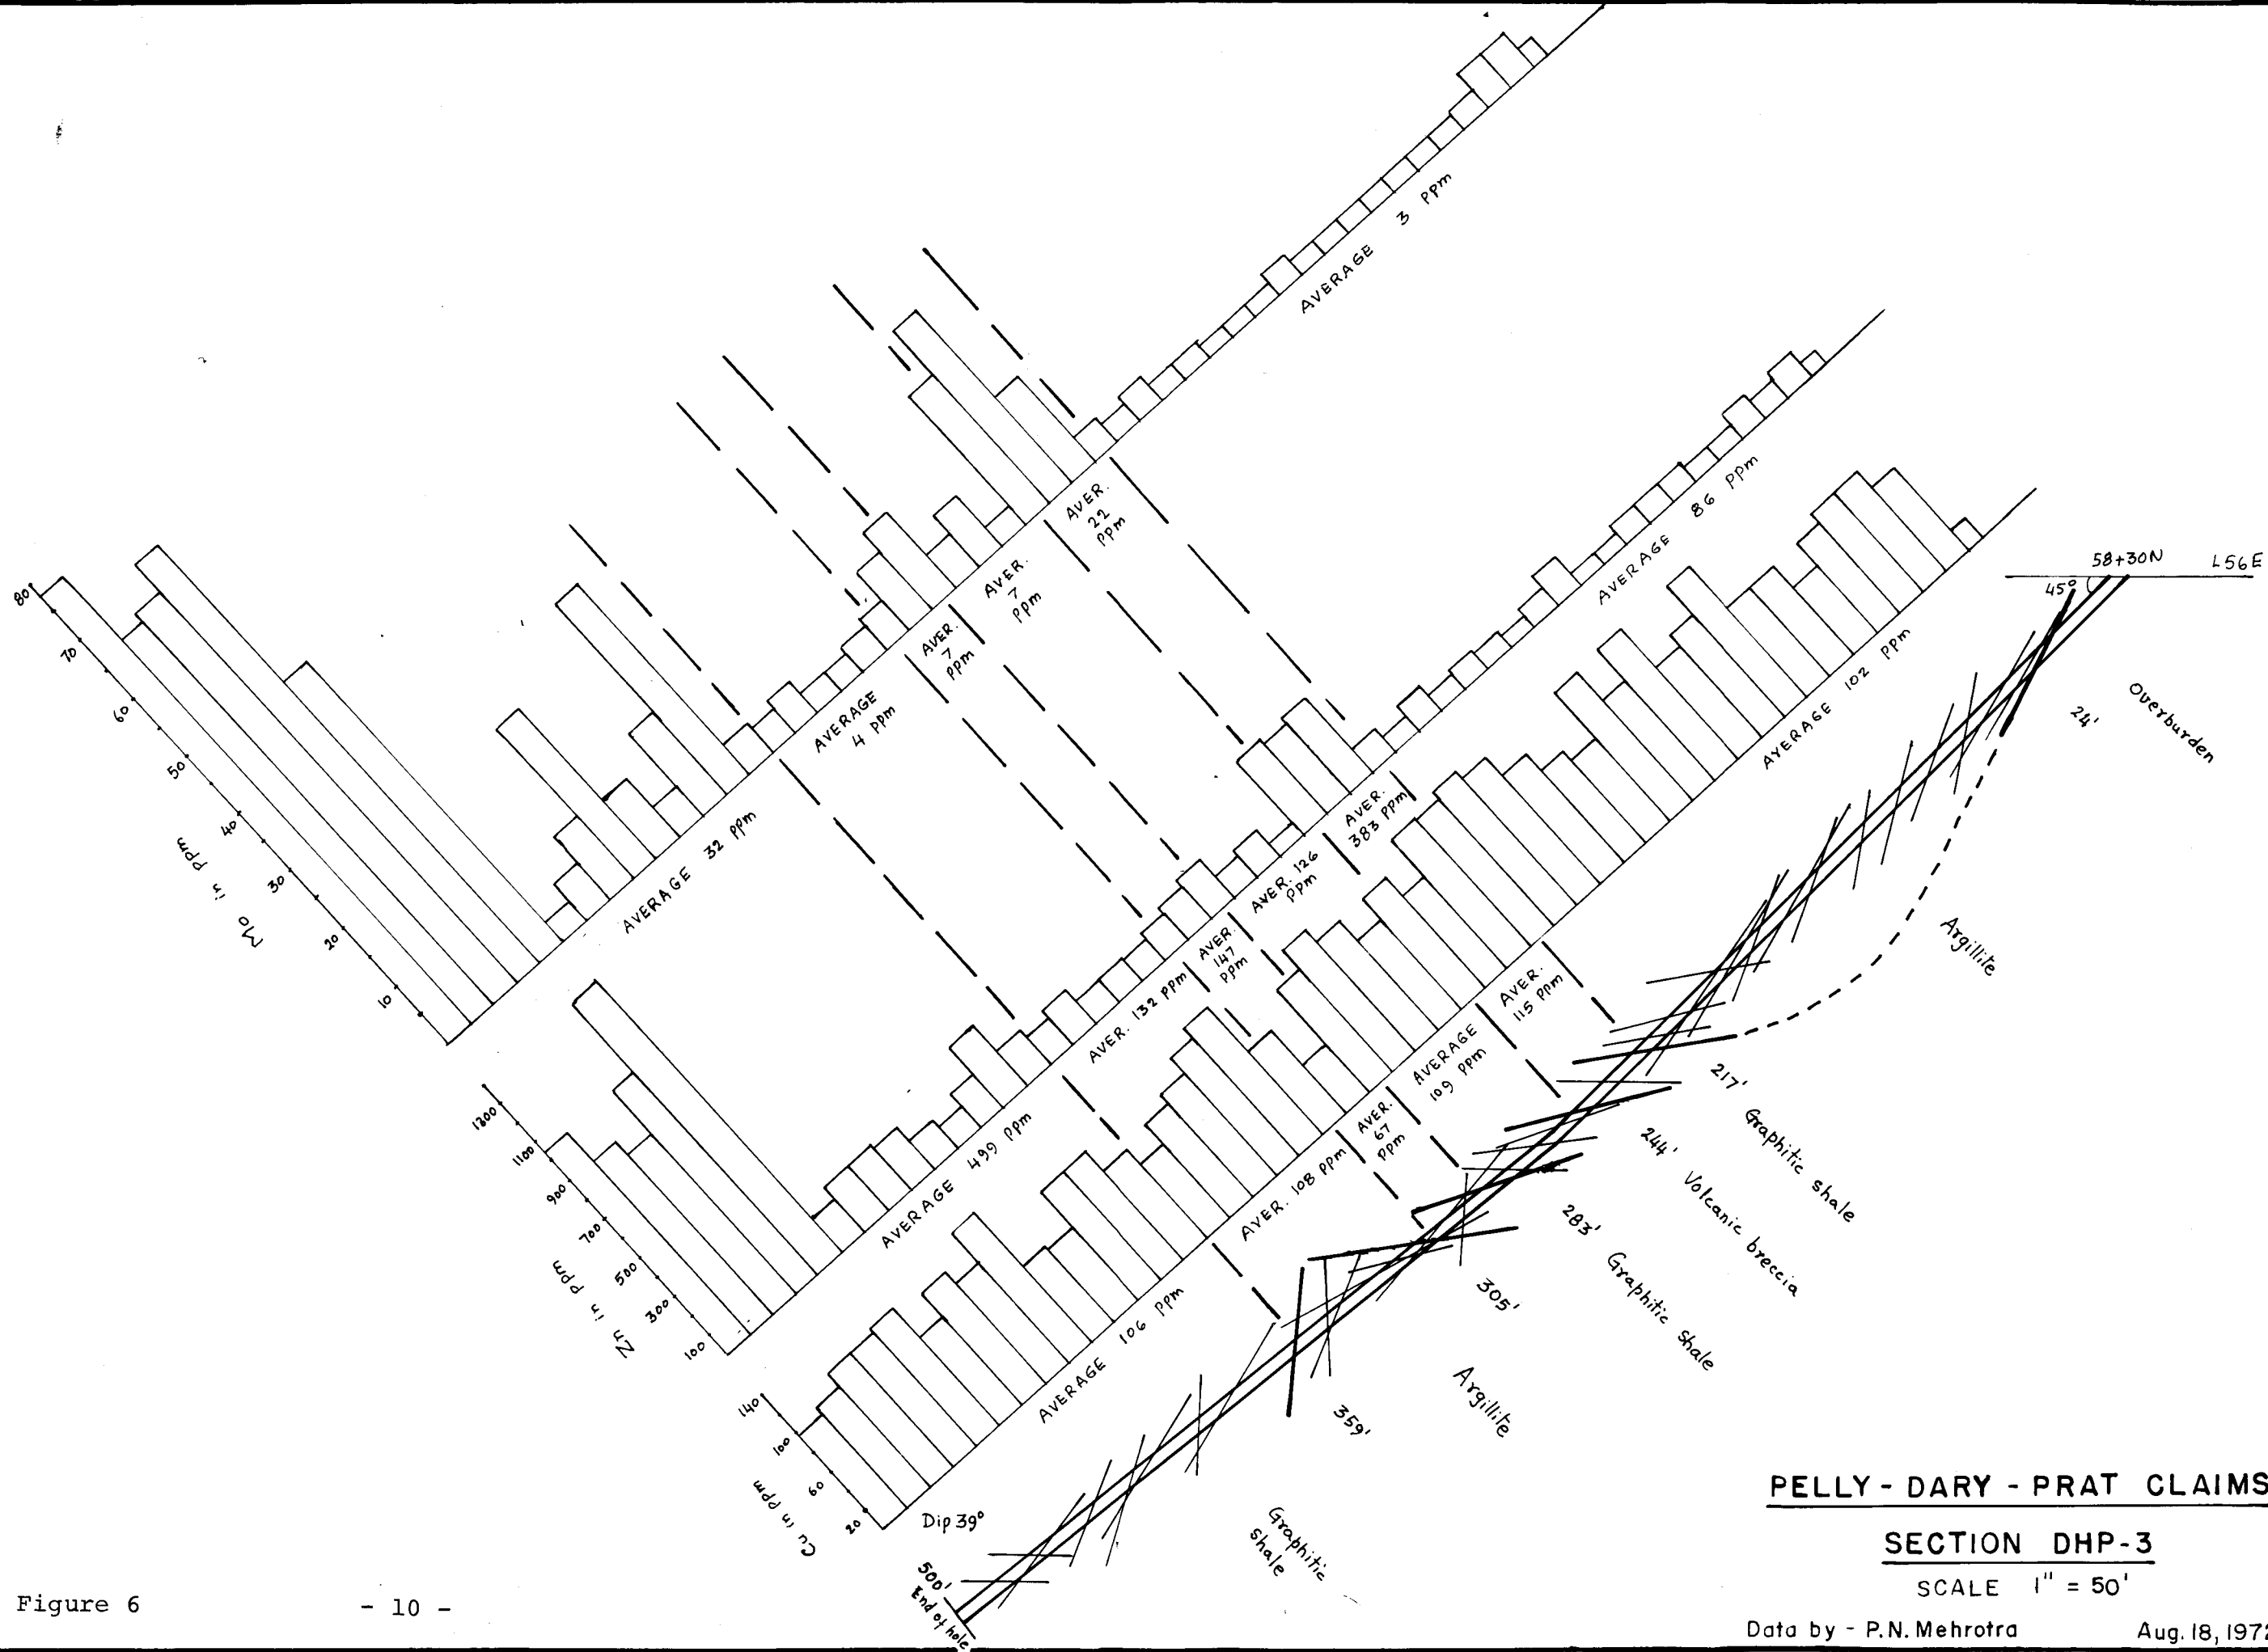 AVERAGE 3 PPM
AVER.
22
PPM
AVER.
7
PPM
AVER.
7
PPM
AVERAGE
4 PPM
AVERAGE 32 PPM
80
70
60
50
40
30
20
10
Mo in ppm
AVERAGE 86 PPM
AVER.
383 PPM
AVER. 126
PPM
AVER.
147
PPM
AVER. 132 PPM
AVERAGE 499 PPM
1300
1100
900
700
500
300
100
Zn in ppm
AVERAGE 102 PPM
AVER.
115 PPM
AVERAGE
109 PPM
AVER.
67
PPM
AVER. 108 PPM
AVERAGE 106 PPM
140
100
60
20
Cu in ppm
58+30N L56E
45°
24'
Overburden
Argillite
217' Graphitic shale
244' Volcanic breccia
283' Graphitic shale
305'
Argillite
359'
Graphitic
shale
Dip 39°
500'
End of hole
PELLY - DARY - PRAT CLAIMS
SECTION DHP-3
SCALE 1" = 50'
Data by - P.N. Mehrotra Aug. 18, 197
Figure 6 - 10 -